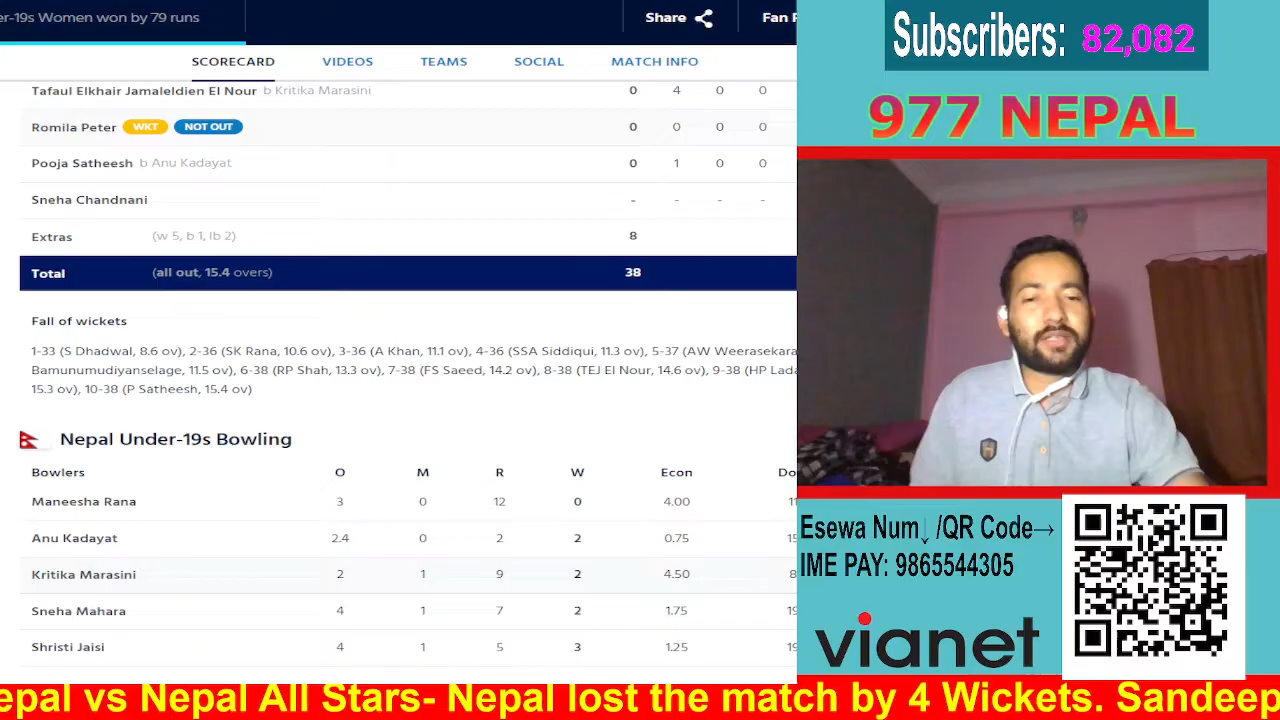 er-19s Women won by 79 runs
Share
Fan
SCORECARD VIDEOS TEAMS SOCIAL MATCH INFO
Tafaul Elkhair Jamaleldien El Nour b Kritika Marasini 0 4 0 0
Romila Peter WKT NOT OUT 0 0 0 0
Pooja Satheesh b Anu Kadayat 0 1 0 0
Sneha Chandnani - - - -
Extras (w 5, b 1, lb 2) 8
Total (all out, 15.4 overs) 38
Fall of wickets
1-33 (S Dhadwal, 8.6 ov), 2-36 (SK Rana, 10.6 ov), 3-36 (A Khan, 11.1 ov), 4-36 (SSA Siddiqui, 11.3 ov), 5-37 (AW Weerasekara
Bamunumudiyanselage, 11.5 ov), 6-38 (RP Shah, 13.3 ov), 7-38 (FS Saeed, 14.2 ov), 8-38 (TEJ El Nour, 14.6 ov), 9-38 (HP Lada
15.3 ov), 10-38 (P Satheesh, 15.4 ov)
Nepal Under-19s Bowling
Bowlers O M R W Econ Do
Maneesha Rana 3 0 12 0 4.00 11
Anu Kadayat 2.4 0 2 2 0.75 15
Kritika Marasini 2 1 9 2 4.50 8
Sneha Mahara 4 1 7 2 1.75 19
Shristi Jaisi 4 1 5 3 1.25 19
Subscribers: 82,082
977 NEPAL
Esewa Num↓ /QR Code→
IME PAY: 9865544305
vianet
epal vs Nepal All Stars- Nepal lost the match by 4 Wickets. Sandeep